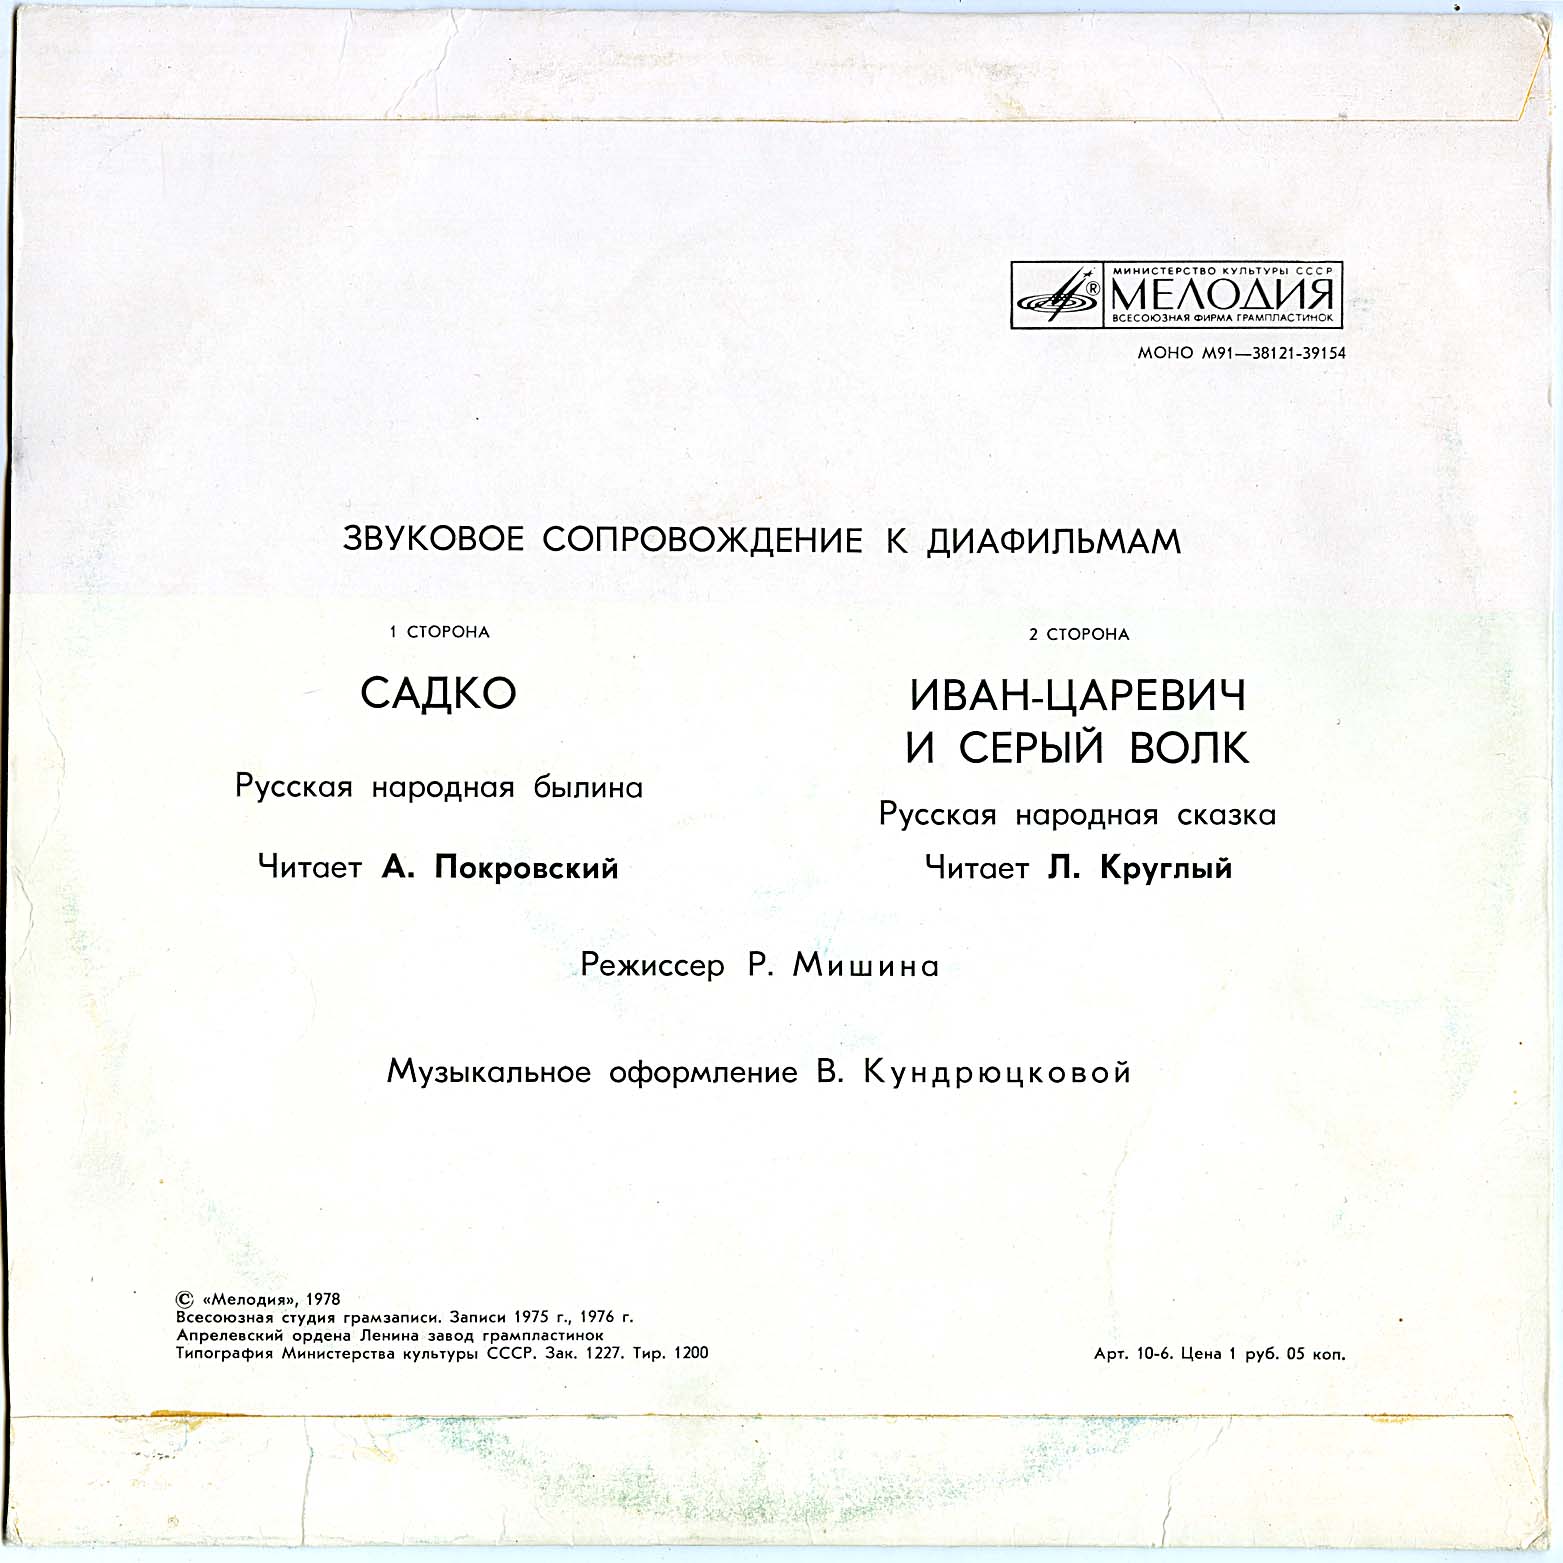 МИНИСТЕРСТВО КУЛЬТУРЫ СССР
МЕЛОДИЯ
ВСЕСОЮЗНАЯ ФИРМА ГРАМПЛАСТИНОК
®
МОНО М91—38121-39154
ЗВУКОВОЕ СОПРОВОЖДЕНИЕ К ДИАФИЛЬМАМ
1 СТОРОНА
САДКО
Русская народная былина
Читает А. Покровский
2 СТОРОНА
ИВАН-ЦАРЕВИЧ
И СЕРЫЙ ВОЛК
Русская народная сказка
Читает Л. Круглый
Режиссер Р. Мишина
Музыкальное оформление В. Кундрюцковой
© «Мелодия», 1978
Всесоюзная студия грамзаписи. Записи 1975 г., 1976 г.
Апрелевский ордена Ленина завод грампластинок
Типография Министерства культуры СССР. Зак. 1227. Тир. 1200
Арт. 10-6. Цена 1 руб. 05 коп.